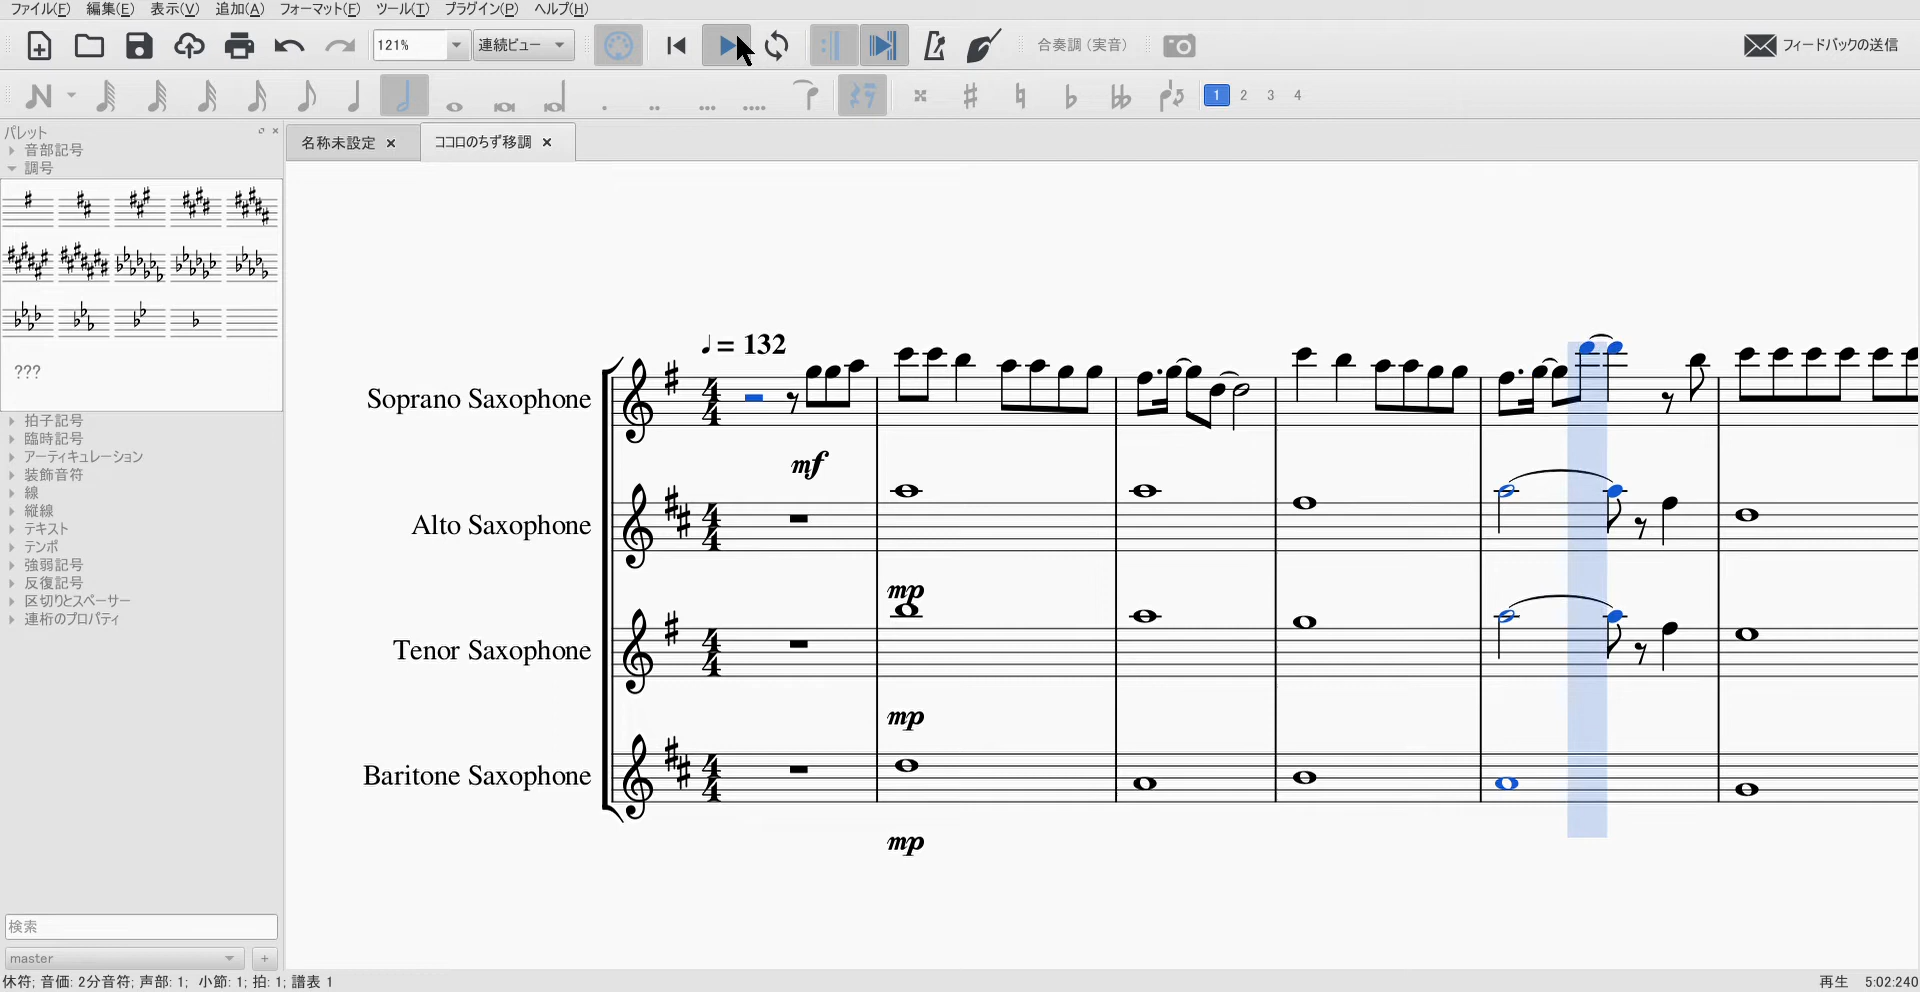 ファイル(F) 編集(E) 表示(V) 追加(A) フォーマット(F) ツール(T) プラグイン(P) ヘルプ(H)
121% 連続ビュー 合奏調 (実音) フィードバックの送信
1 2 3 4
パレット
音部記号
調号
???
拍子記号
臨時記号
アーティキュレーション
装飾音符
線
縦線
テキスト
テンポ
強弱記号
反復記号
区切りとスペーサー
連桁のプロパティ
検索
master +
名称未設定 × ココロのちず移調 ×
♩= 132
Soprano Saxophone 4 4
mf
Alto Saxophone 4 4
mp
Tenor Saxophone 4 4
mp
Baritone Saxophone 4 4
mp
休符; 音価: 2分音符; 声部: 1; 小節: 1; 拍: 1; 譜表 1
再生 5:02:240